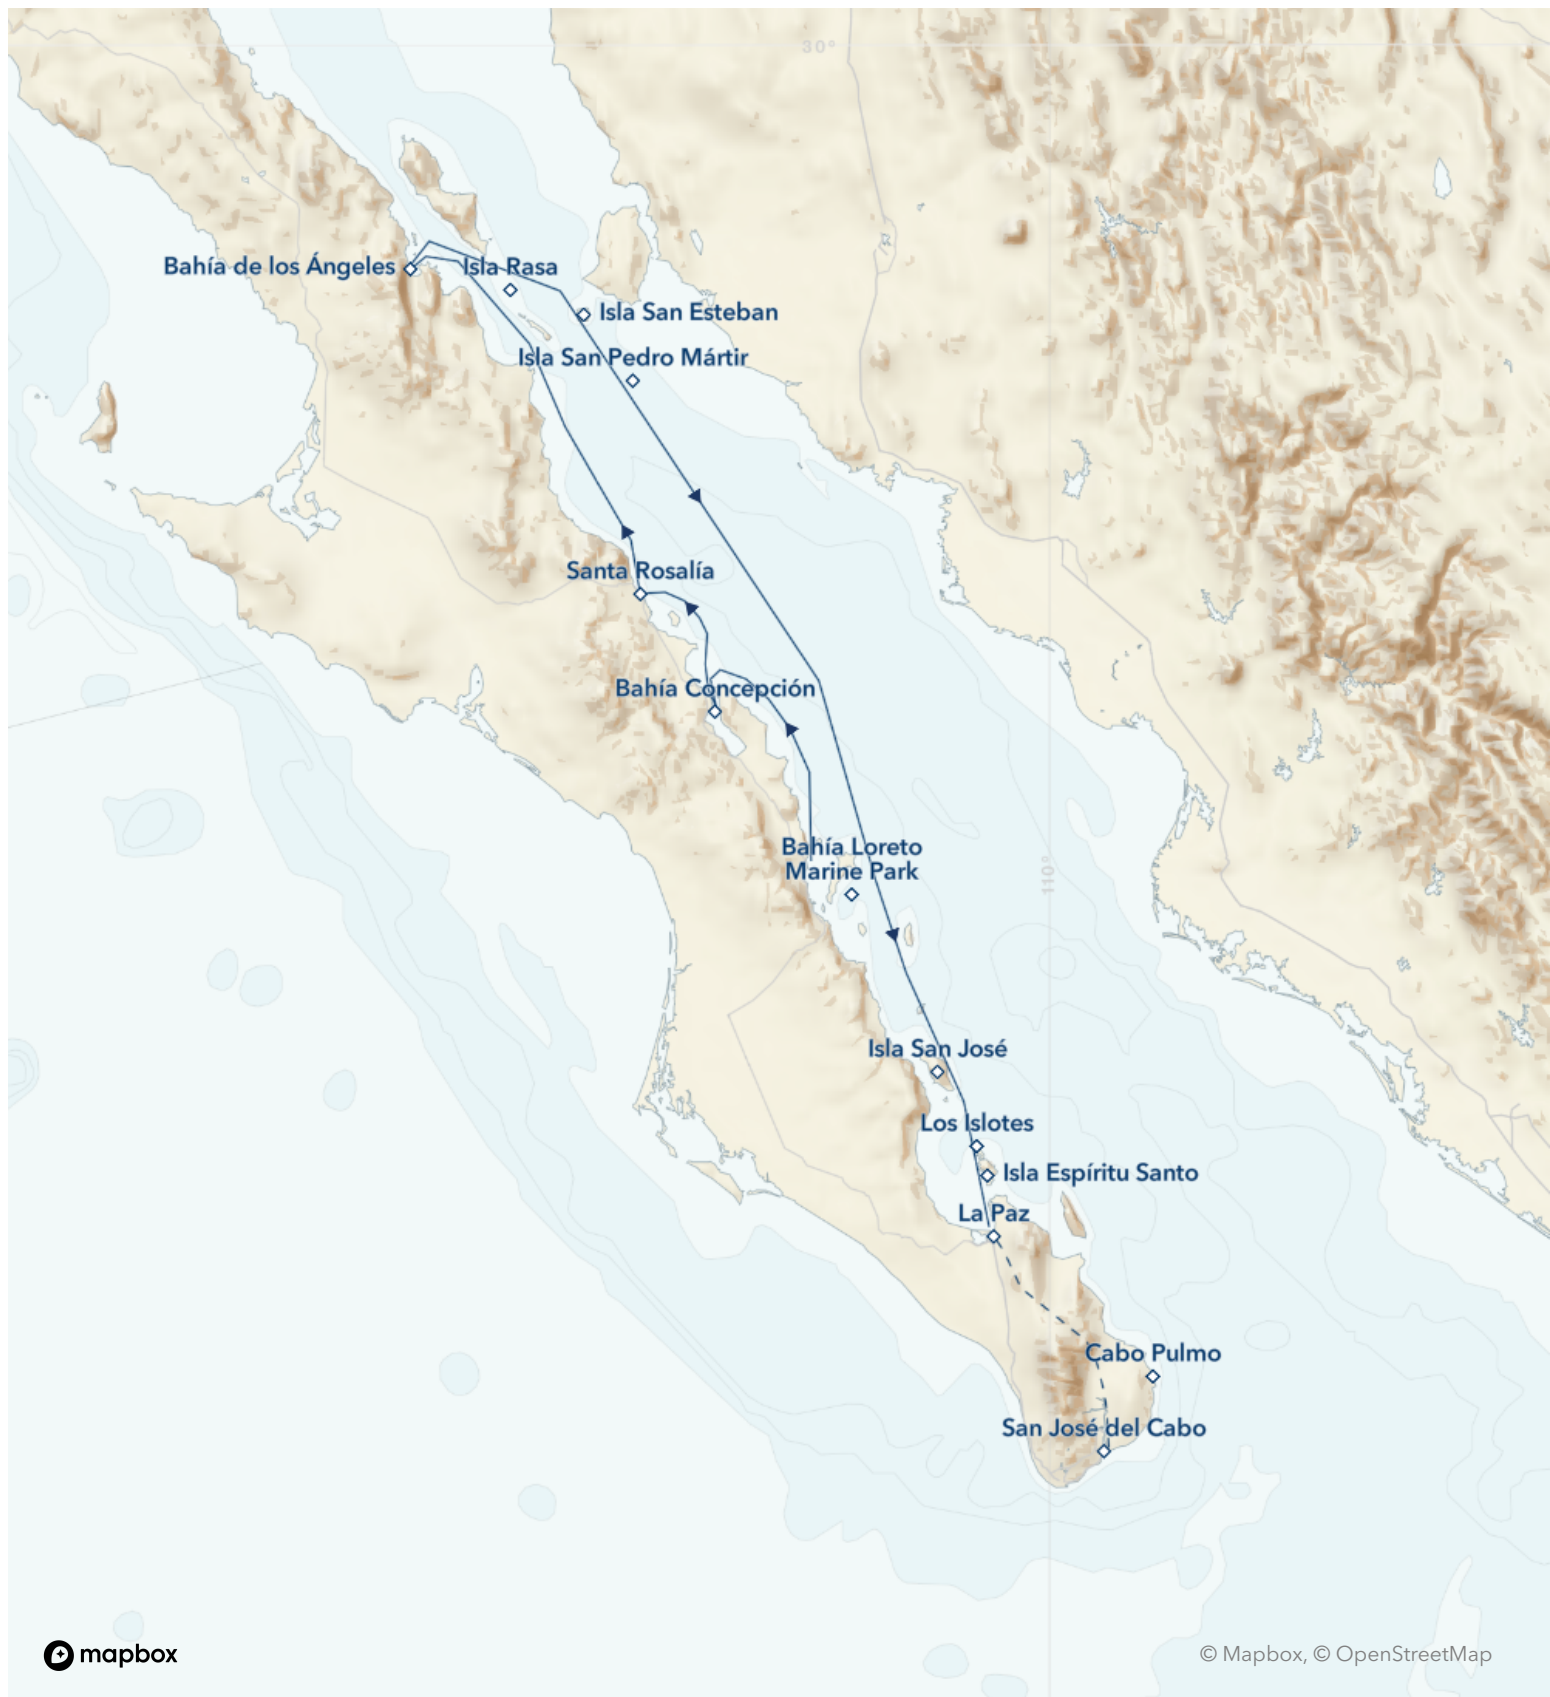 30°
Bahía de los Ángeles
Isla Rasa
Isla San Esteban
Isla San Pedro Mártir
Santa Rosalía
Bahía Concepción
Bahía Loreto
Marine Park
110°
Isla San José
Los Islotes
Isla Espíritu Santo
La Paz
Cabo Pulmo
San José del Cabo
mapbox
© Mapbox, © OpenStreetMap